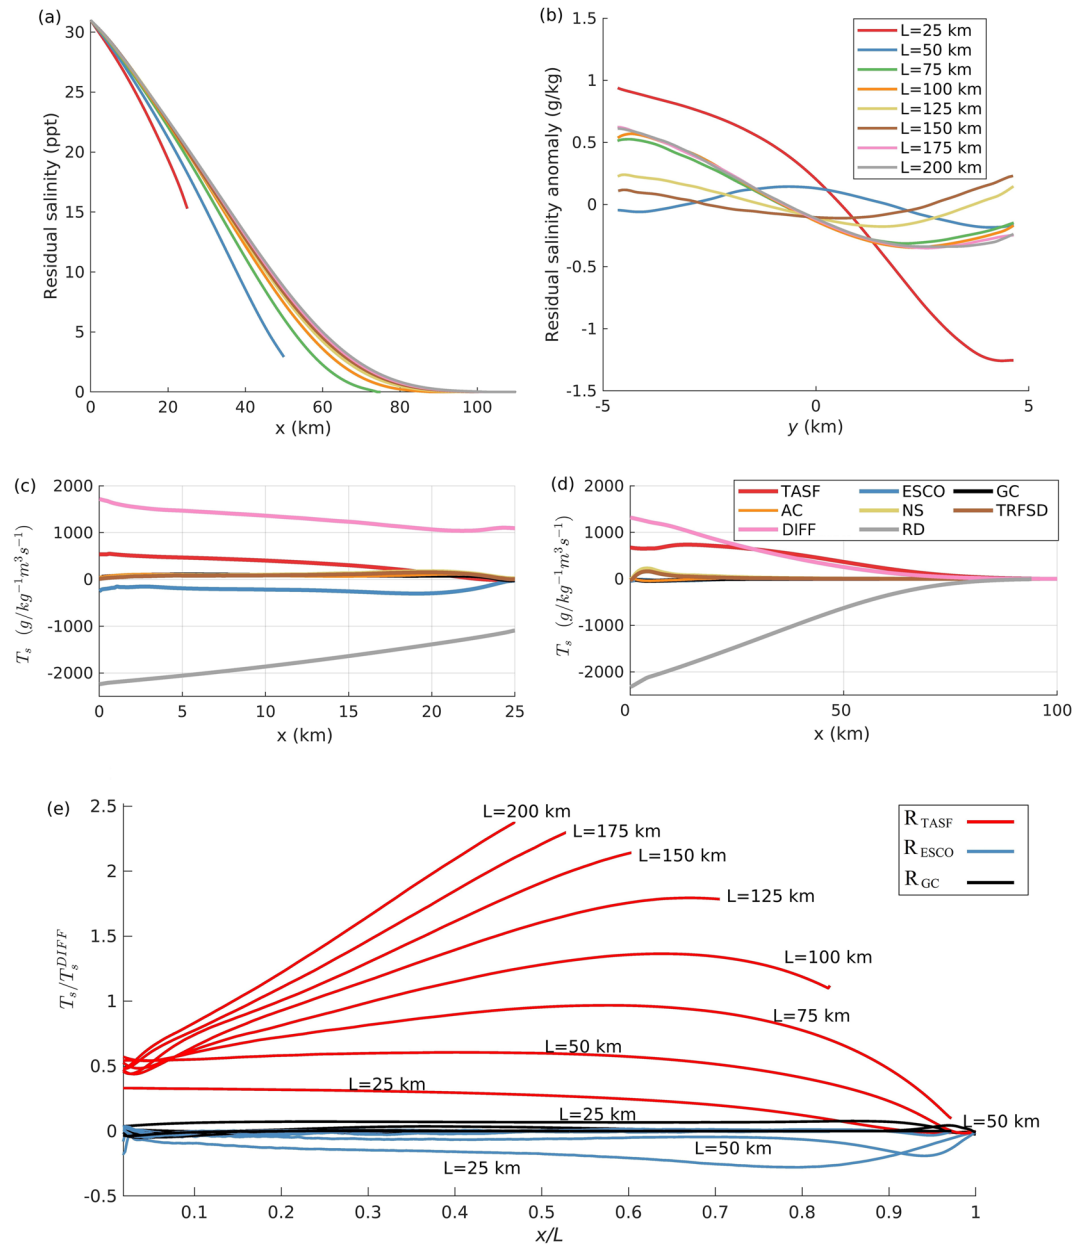 (a)
30
25
20
15
10
5
0
Residual salinity (ppt)
0 20 40 60 80 100
x (km)
(b)
1.5
1
0.5
0
-0.5
-1
-1.5
Residual salinity anomaly (g/kg)
-5 0 5
y (km)
L=25 km
L=50 km
L=75 km
L=100 km
L=125 km
L=150 km
L=175 km
L=200 km
(c)
2000
1000
0
-1000
-2000
T_s (g/kg⁻¹m³s⁻¹)
0 5 10 15 20 25
x (km)
(d)
2000
1000
0
-1000
-2000
T_s (g/kg⁻¹m³s⁻¹)
0 50 100
x (km)
TASF ESCO GC
AC NS TRFSD
DIFF RD
(e)
2.5
2
1.5
1
0.5
0
-0.5
T_s/T_s^DIFF
L=200 km
L=175 km
L=150 km
L=125 km
L=100 km
L=75 km
L=50 km
L=25 km
L=25 km
L=50 km
L=50 km
L=25 km
R TASF
R ESCO
R GC
0.1 0.2 0.3 0.4 0.5 0.6 0.7 0.8 0.9 1
x/L